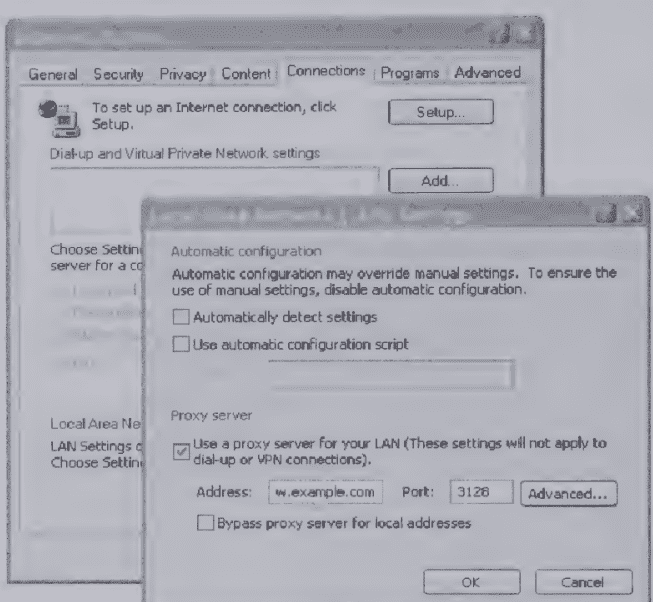 General Security Privacy Content Connections Programs Advanced
To set up an Internet connection, click
Setup.
Setup...
Dial-up and Virtual Private Network settings
Add...
Choose Settin
server for a co
Local Area Ne
LAN Settings d
Choose Settin
Automatic configuration
Automatic configuration may override manual settings. To ensure the
use of manual settings, disable automatic configuration.
Automatically detect settings
Use automatic configuration script
Proxy server
Use a proxy server for your LAN (These settings will not apply to
dial-up or VPN connections).
Address: w.example.com Port: 3128 Advanced...
Bypass proxy server for local addresses
OK Cancel